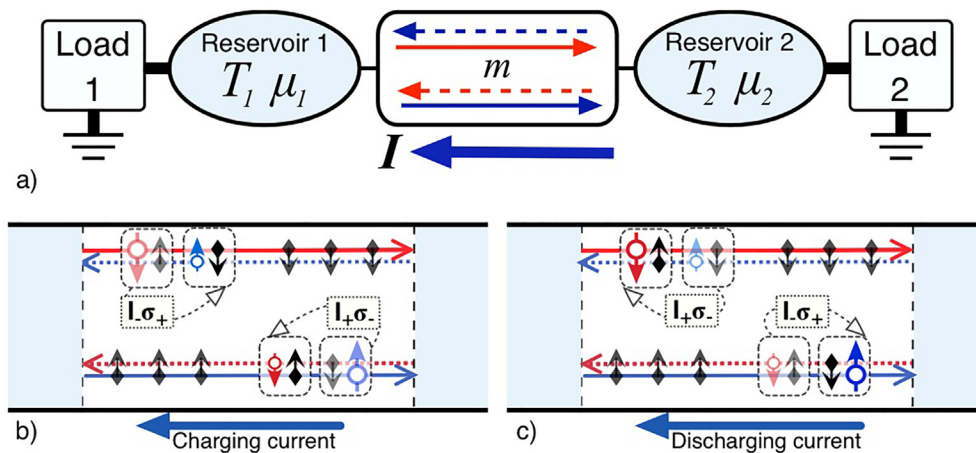 Load
1
Reservoir 1
T₁ μ₁
m
Reservoir 2
T₂ μ₂
Load
2
I
a)
I₋σ₊
I₊σ₋
b)
Charging current
I₊σ₋
I₋σ₊
c)
Discharging current